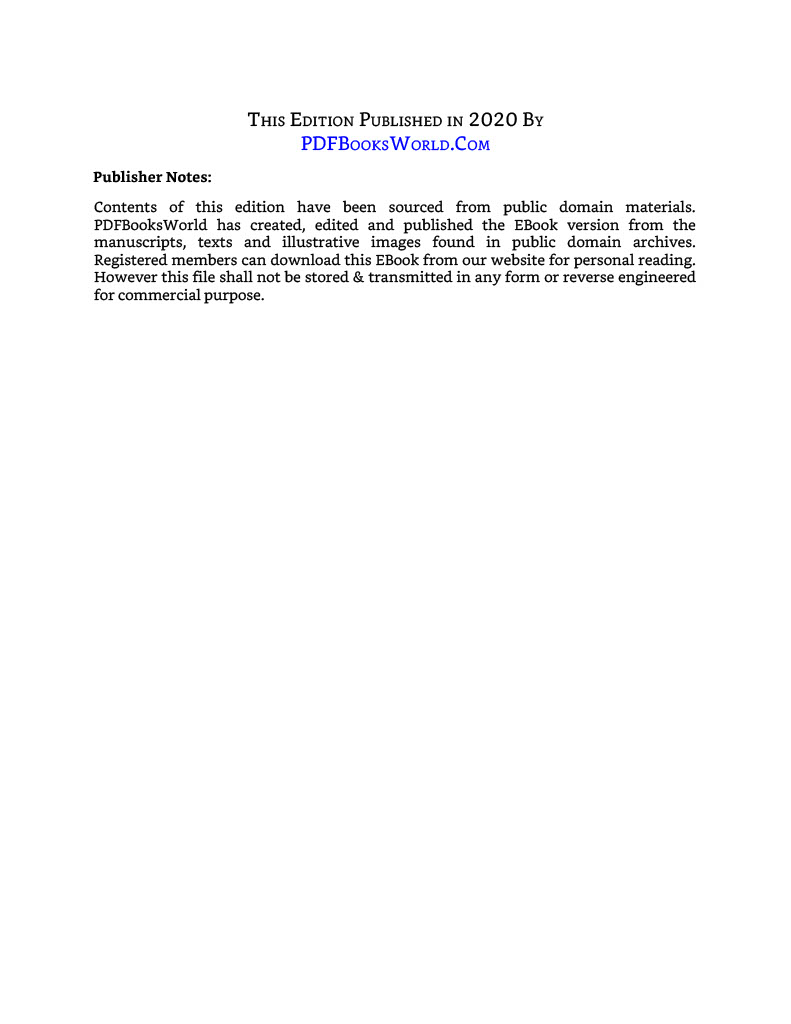 This Edition Published in 2020 By
PDFBooksWorld.Com
Publisher Notes:
Contents of this edition have been sourced from public domain materials.
PDFBooksWorld has created, edited and published the EBook version from the
manuscripts, texts and illustrative images found in public domain archives.
Registered members can download this EBook from our website for personal reading.
However this file shall not be stored & transmitted in any form or reverse engineered
for commercial purpose.